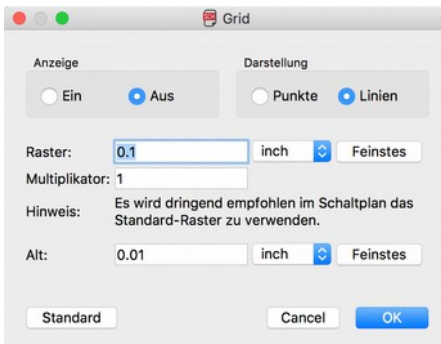 Grid
Anzeige
Darstellung
Ein
Aus
Punkte
Linien
Raster:
0.1
inch
Feinstes
Multiplikator:
1
Hinweis:
Es wird dringend empfohlen im Schaltplan das
Standard-Raster zu verwenden.
Alt:
0.01
inch
Feinstes
Standard
Cancel
OK